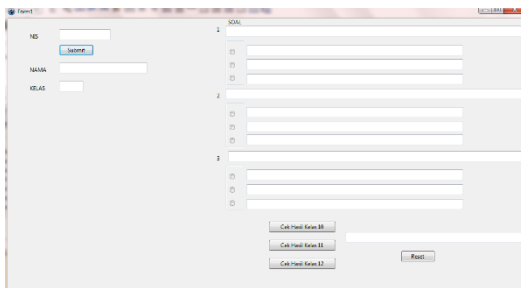 Form1
SOAL
1
NIS
Submit
NAMA
KELAS
2
3
Cek Hasil Kelas 10
Cek Hasil Kelas 11
Cek Hasil Kelas 12
Reset